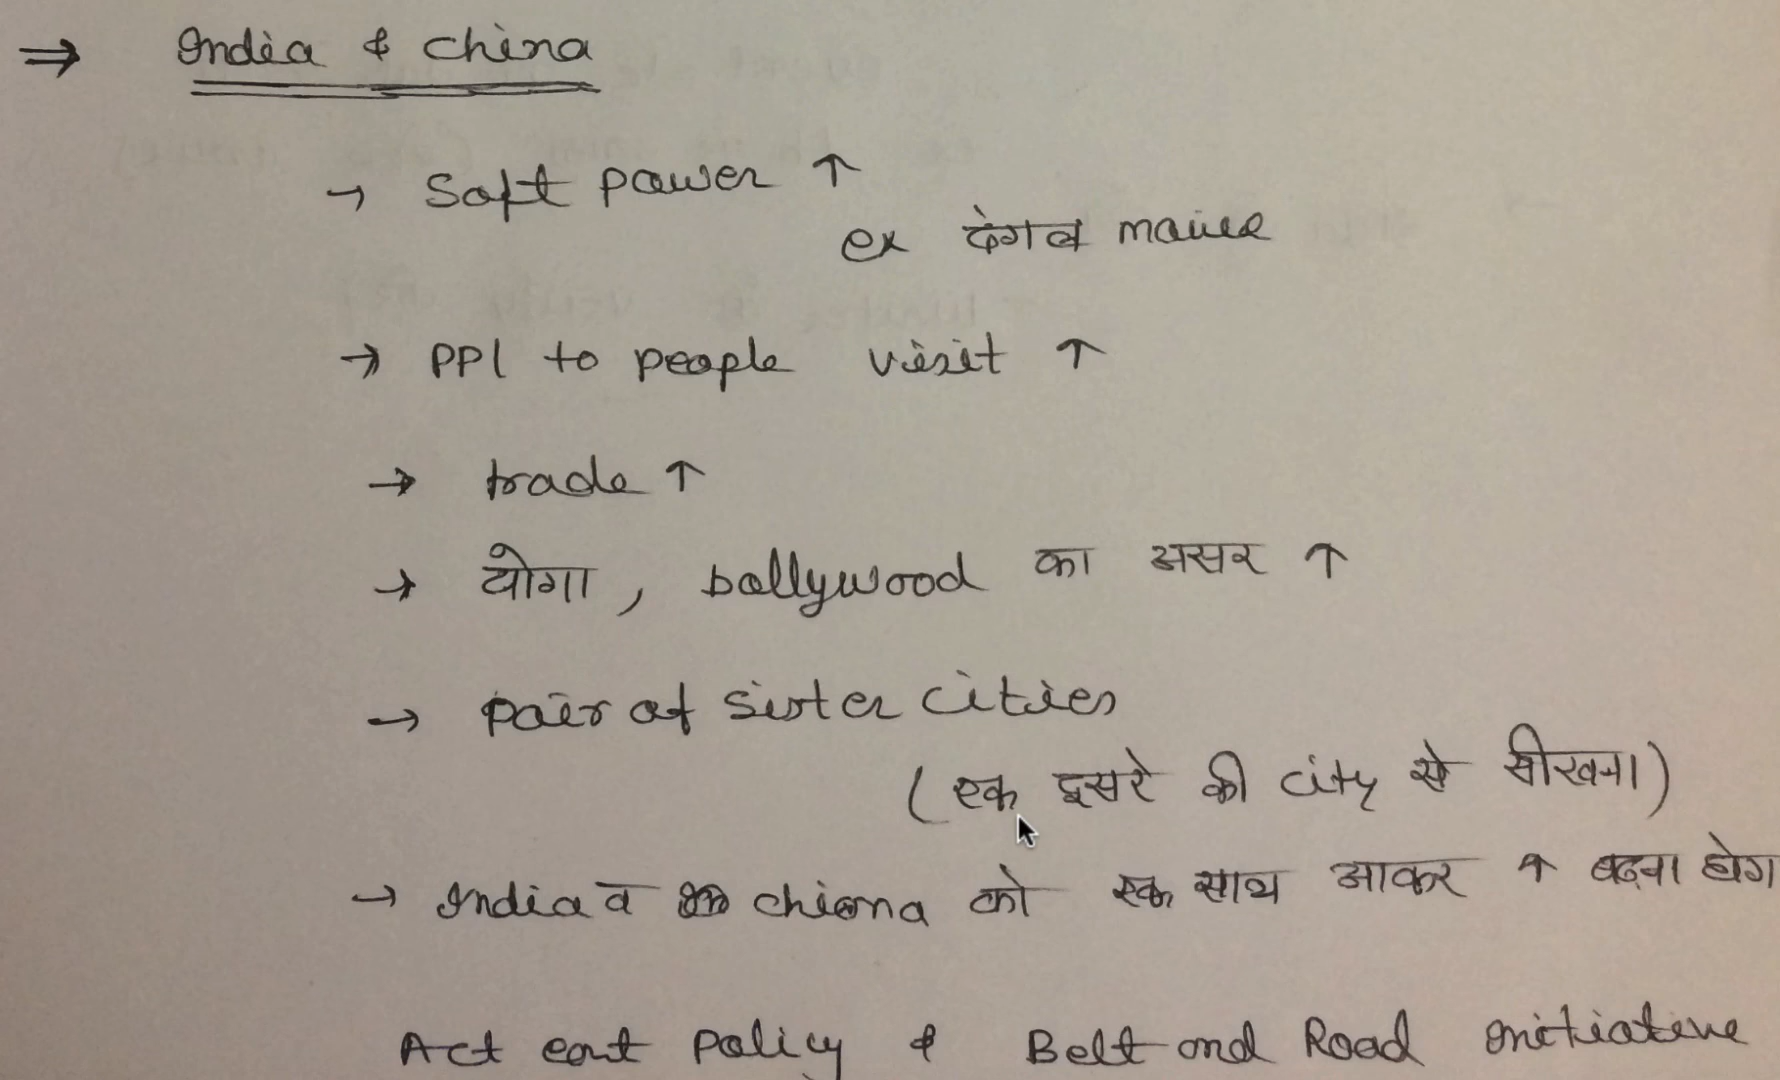 ⇒ India & china
→ Soft power ↑
ex दंगल movie
→ PPl to people visit ↑
→ trade ↑
→ योगा, bollywood का असर ↑
→ pair of sister cities
(एक दूसरे की city से सीखना)
→ India व chiona को एक साथ आकर ↑ बढ़ना होगा
Act east policy & Belt and Road initiative